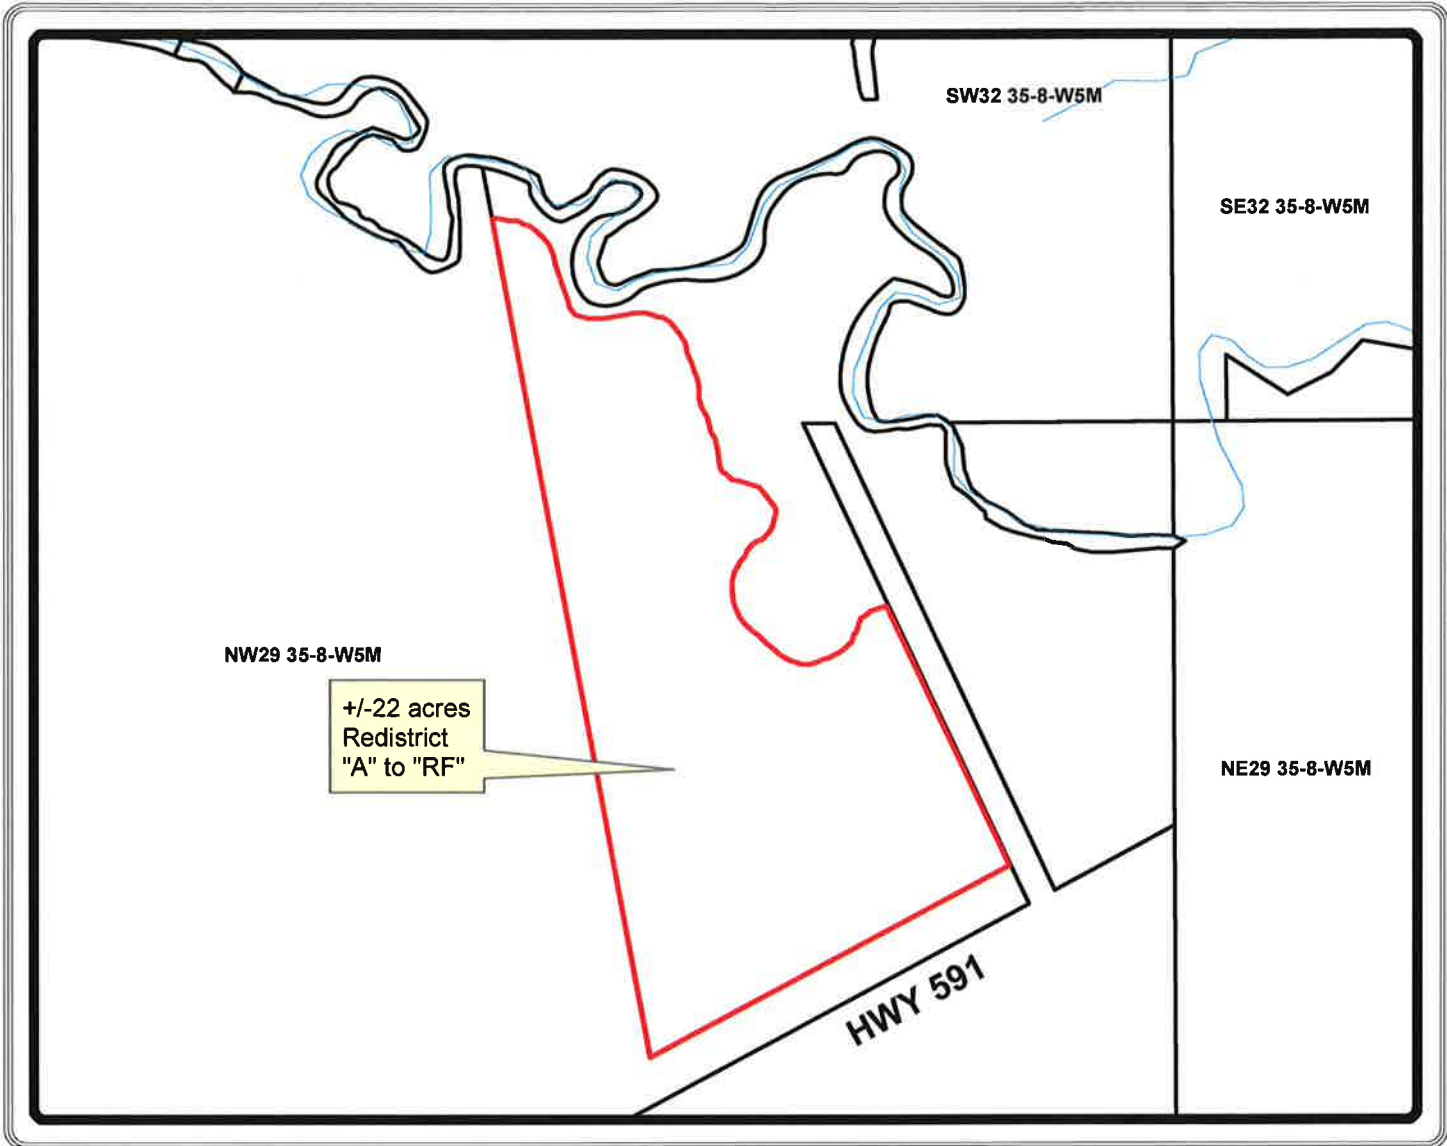 SW32 35-8-W5M
SE32 35-8-W5M
NW29 35-8-W5M
+/-22 acres
Redistrict
"A" to "RF"
NE29 35-8-W5M
HWY 591